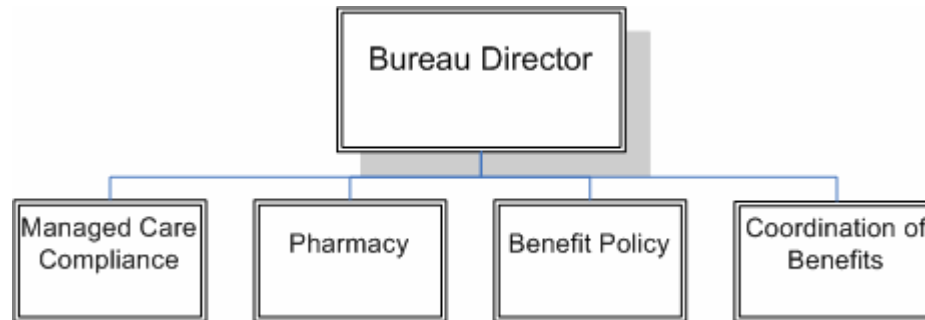 Bureau Director
Managed Care
Compliance
Pharmacy
Benefit Policy
Coordination of
Benefits